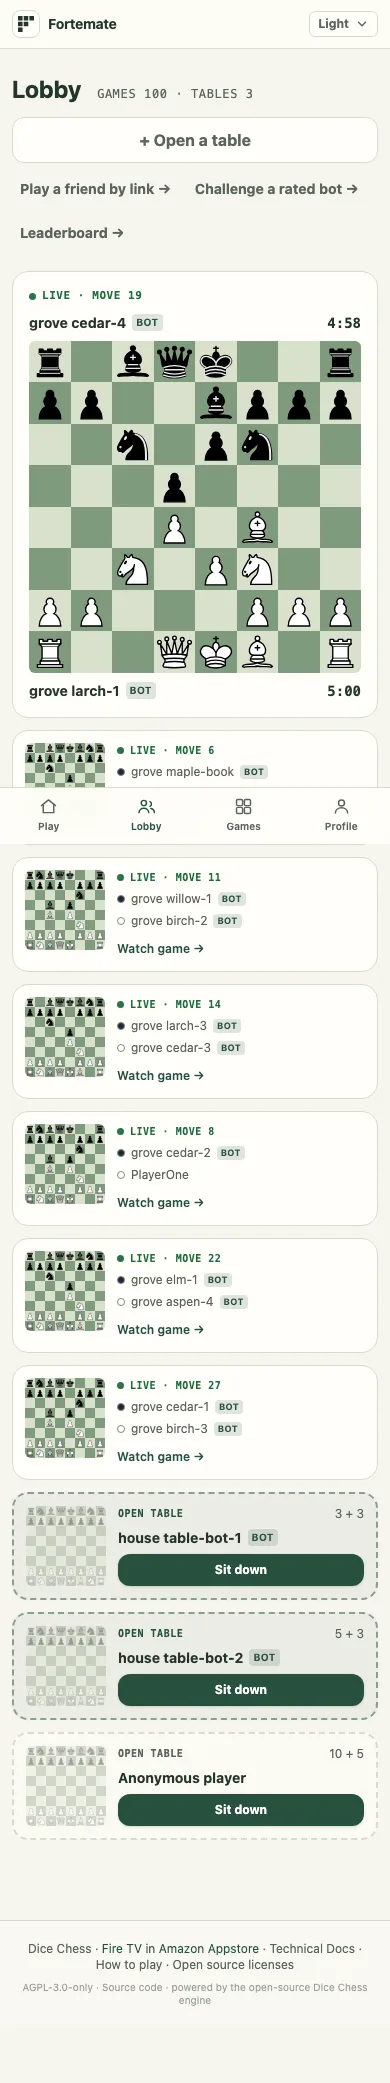 Fortemate
Light
Lobby GAMES 100 · TABLES 3
+ Open a table
Play a friend by link → Challenge a rated bot →
Leaderboard →
LIVE · MOVE 19
grove cedar-4 BOT 4:58
grove larch-1 BOT 5:00
LIVE · MOVE 6
grove maple-book BOT
Play Lobby Games Profile
LIVE · MOVE 11
grove willow-1 BOT
grove birch-2 BOT
Watch game →
LIVE · MOVE 14
grove larch-3 BOT
grove cedar-3 BOT
Watch game →
LIVE · MOVE 8
grove cedar-2 BOT
PlayerOne
Watch game →
LIVE · MOVE 22
grove elm-1 BOT
grove aspen-4 BOT
Watch game →
LIVE · MOVE 27
grove cedar-1 BOT
grove birch-3 BOT
Watch game →
OPEN TABLE 3 + 3
house table-bot-1 BOT
Sit down
OPEN TABLE 5 + 3
house table-bot-2 BOT
Sit down
OPEN TABLE 10 + 5
Anonymous player
Sit down
Dice Chess · Fire TV in Amazon Appstore · Technical Docs ·
How to play · Open source licenses
AGPL-3.0-only · Source code · powered by the open-source Dice Chess
engine